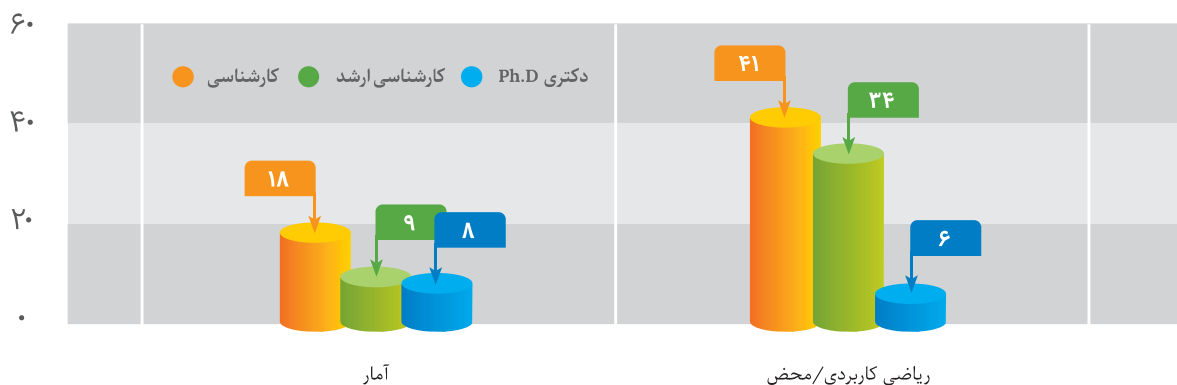 ۶۰
۴۰
۲۰
۰
کارشناسی
کارشناسی ارشد
دکتری Ph.D
۱۸
۹
۸
۴۱
۳۴
۶
آمار
ریاضی کاربردی/محض